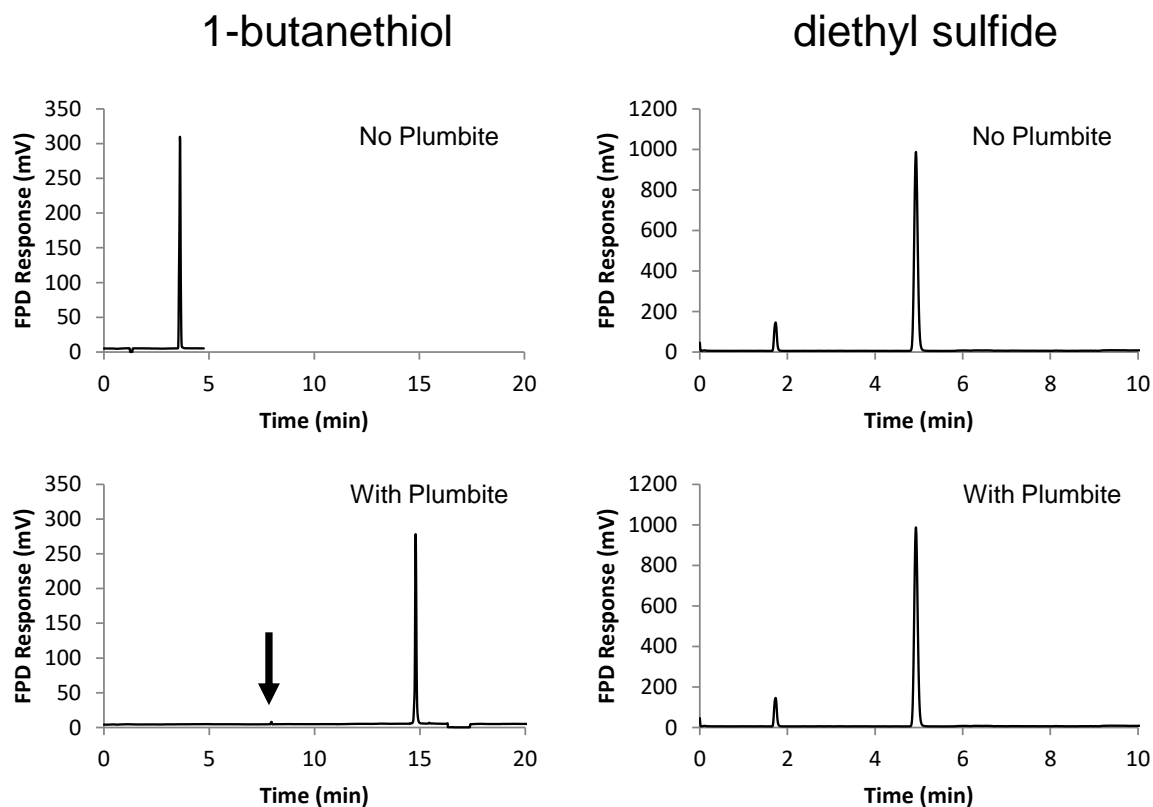 1-butanethiol
diethyl sulfide
350
300
250
200
150
100
50
0
FPD Response (mV)
No Plumbite
0 5 10 15 20
Time (min)
1200
1000
800
600
400
200
0
FPD Response (mV)
No Plumbite
0 2 4 6 8 10
Time (min)
350
300
250
200
150
100
50
0
FPD Response (mV)
With Plumbite
0 5 10 15 20
Time (min)
1200
1000
800
600
400
200
0
FPD Response (mV)
With Plumbite
0 2 4 6 8 10
Time (min)